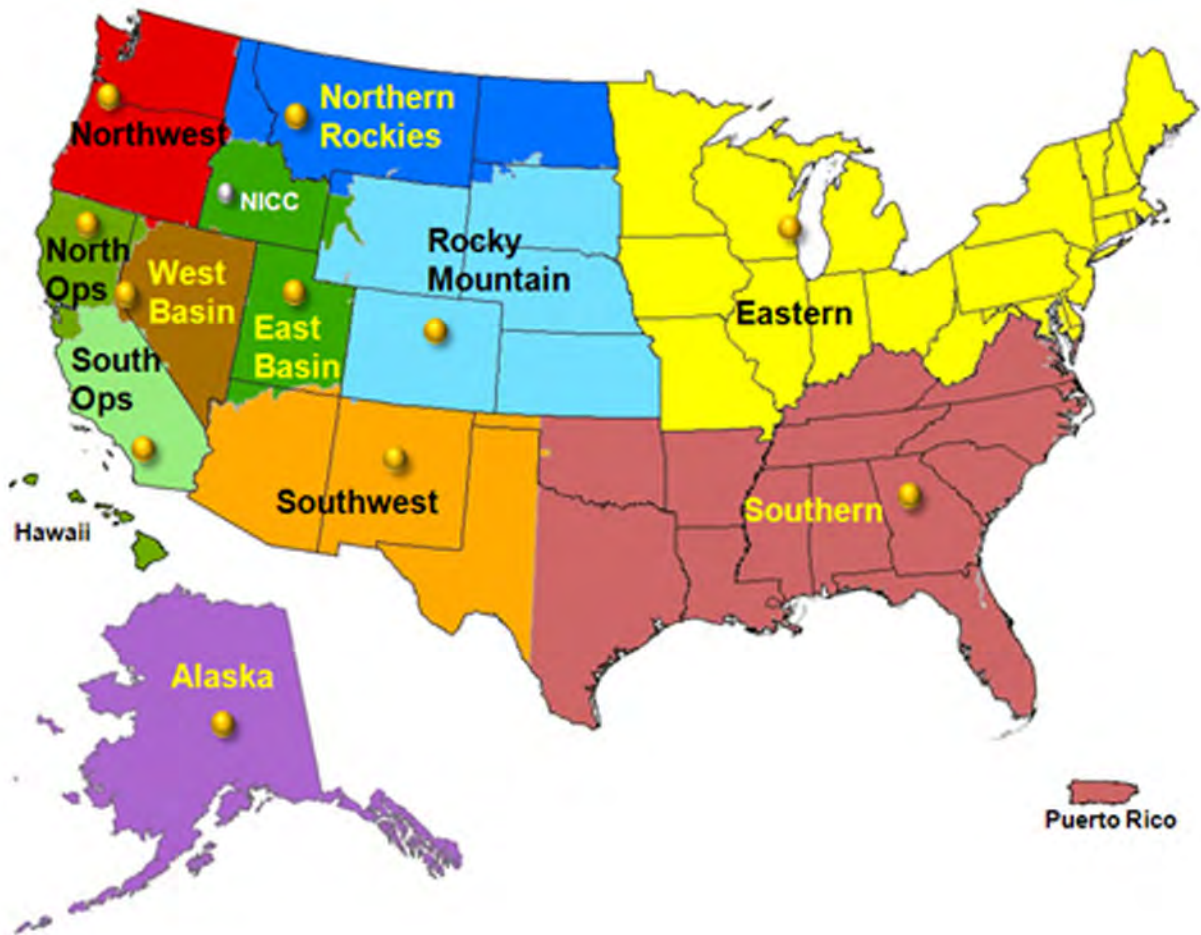 Northern
Rockies
Northwest
NICC
North
Ops
West
Basin
Rocky
Mountain
East
Basin
Eastern
South
Ops
Southwest
Southern
Hawaii
Alaska
Puerto Rico